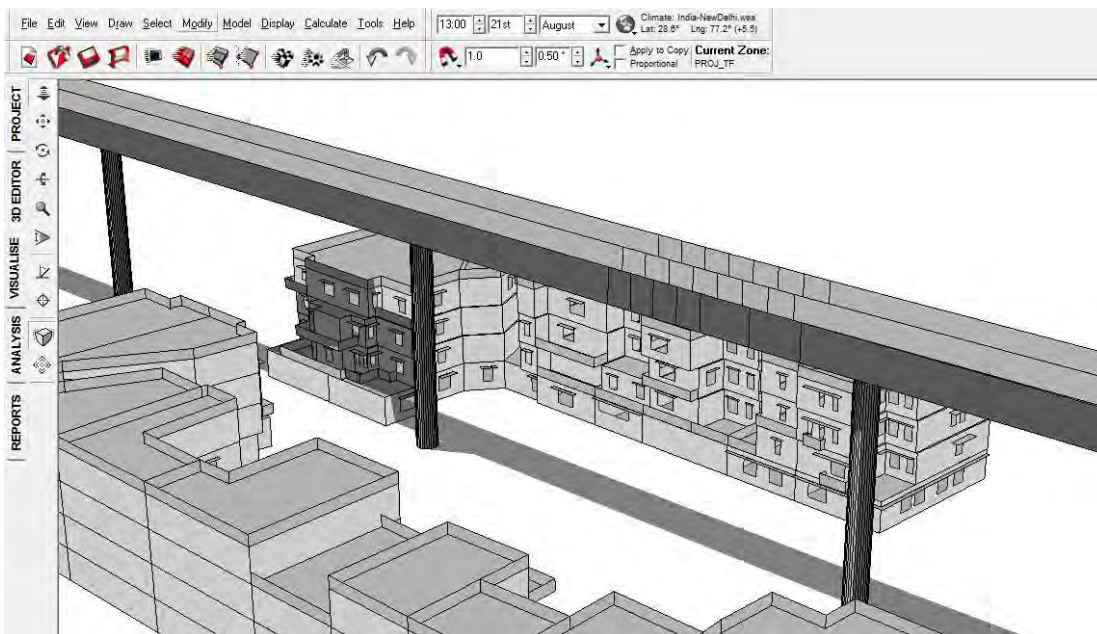 File Edit View Draw Select Modify Model Display Calculate Tools Help
13:00 21st August
Climate: India-NewDelhi.wea
Lat: 28.6° Lng: 77.2° (+5.5)
1.0 0.50° Apply to Copy Current Zone:
Proportional PROJ_TF
PROJECT
3D EDITOR
VISUALISE
ANALYSIS
REPORTS